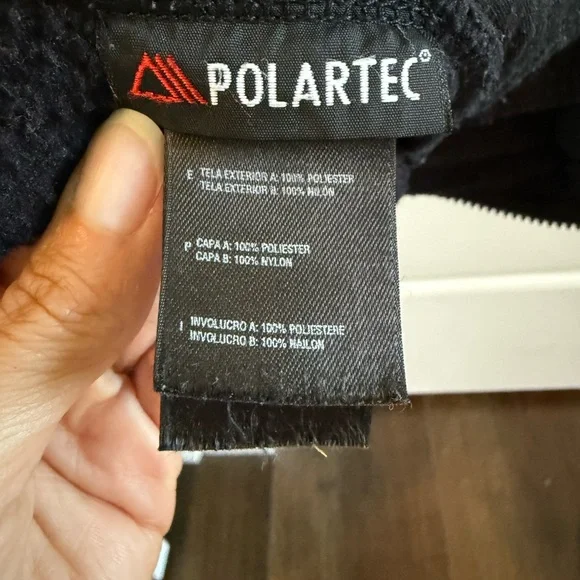 POLARTEC®
E TELA EXTERIOR A: 100% POLIESTER
TELA EXTERIOR B: 100% NILÓN
P CAPA A: 100% POLIESTER
CAPA B: 100% NYLON
I INVOLUCRO A: 100% POLIESTERE
INVOLUCRO B: 100% NAILON